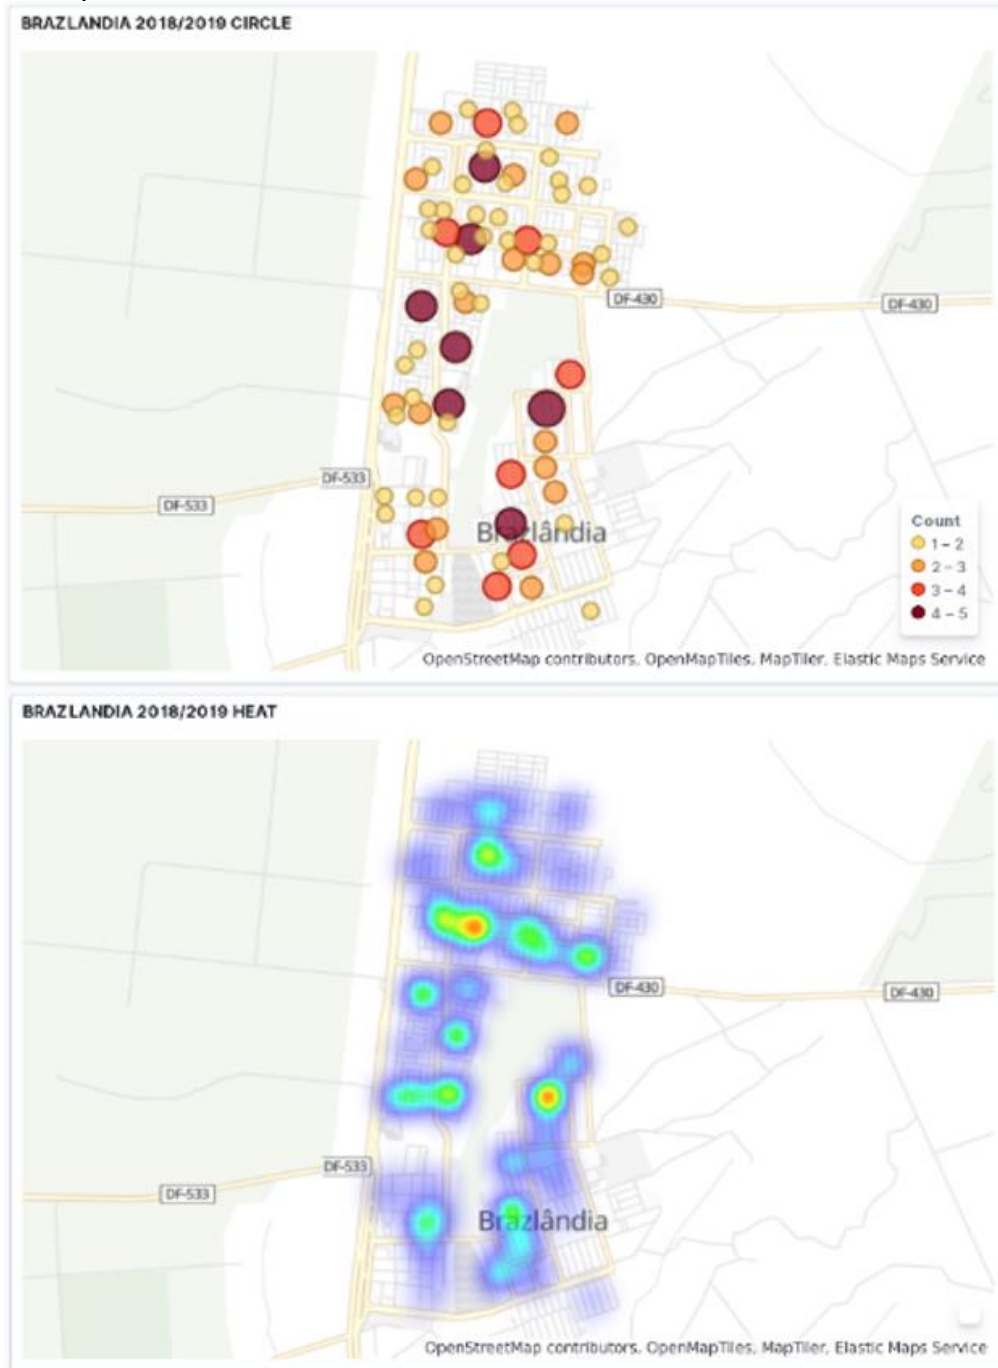 BRAZLANDIA 2018/2019 CIRCLE
DF-430
DF-430
DF-533
DF-533
Brazlândia
Count
1 – 2
2 – 3
3 – 4
4 – 5
OpenStreetMap contributors, OpenMapTiles, MapTiler, Elastic Maps Service
BRAZLANDIA 2018/2019 HEAT
DF-430
DF-430
DF-533
DF-533
Brazlândia
OpenStreetMap contributors, OpenMapTiles, MapTiler, Elastic Maps Service